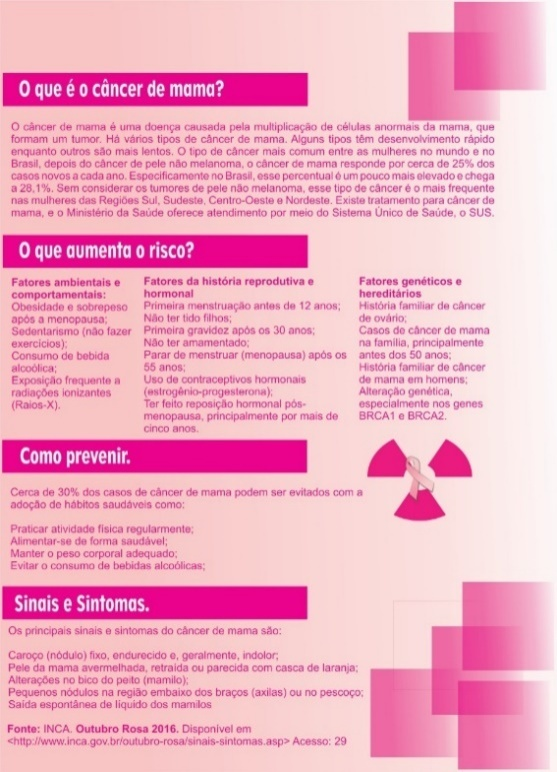 O que é o câncer de mama?
O câncer de mama é uma doença causada pela multiplicação de células anormais da mama, que
formam um tumor. Há vários tipos de câncer de mama. Alguns tipos têm desenvolvimento rápido
enquanto outros são mais lentos. O tipo de câncer mais comum entre as mulheres no mundo e no
Brasil, depois do câncer de pele não melanoma, o câncer de mama responde por cerca de 25% dos
casos novos a cada ano. Especificamente no Brasil, esse percentual é um pouco mais elevado e chega
a 28,1%. Sem considerar os tumores de pele não melanoma, esse tipo de câncer é o mais frequente
nas mulheres das Regiões Sul, Sudeste, Centro-Oeste e Nordeste. Existe tratamento para câncer de
mama, e o Ministério da Saúde oferece atendimento por meio do Sistema Único de Saúde, o SUS.
O que aumenta o risco?
Fatores ambientais e
comportamentais:
Obesidade e sobrepeso
após a menopausa;
Sedentarismo (não fazer
exercícios);
Consumo de bebida
alcoólica;
Exposição frequente a
radiações ionizantes
(Raios-X).
Fatores da história reprodutiva e
hormonal
Primeira menstruação antes de 12 anos;
Não ter tido filhos;
Primeira gravidez após os 30 anos;
Não ter amamentado;
Parar de menstruar (menopausa) após os
55 anos;
Uso de contraceptivos hormonais
(estrogênio-progesterona);
Ter feito reposição hormonal pós-
menopausa, principalmente por mais de
cinco anos.
Fatores genéticos e
hereditários
História familiar de câncer
de ovário;
Casos de câncer de mama
na família, principalmente
antes dos 50 anos;
História familiar de câncer
de mama em homens;
Alteração genética,
especialmente nos genes
BRCA1 e BRCA2.
Como prevenir.
Cerca de 30% dos casos de câncer de mama podem ser evitados com a
adoção de hábitos saudáveis como:
Praticar atividade física regularmente;
Alimentar-se de forma saudável;
Manter o peso corporal adequado;
Evitar o consumo de bebidas alcoólicas;
Sinais e Sintomas.
Os principais sinais e sintomas do câncer de mama são:
Caroço (nódulo) fixo, endurecido e, geralmente, indolor;
Pele da mama avermelhada, retraída ou parecida com casca de laranja;
Alterações no bico do peito (mamilo);
Pequenos nódulos na região embaixo dos braços (axilas) ou no pescoço;
Saída espontânea de líquido dos mamilos
Fonte: INCA. Outubro Rosa 2016. Disponível em
<http://www.inca.gov.br/outubro-rosa/sinais-sintomas.asp> Acesso: 29